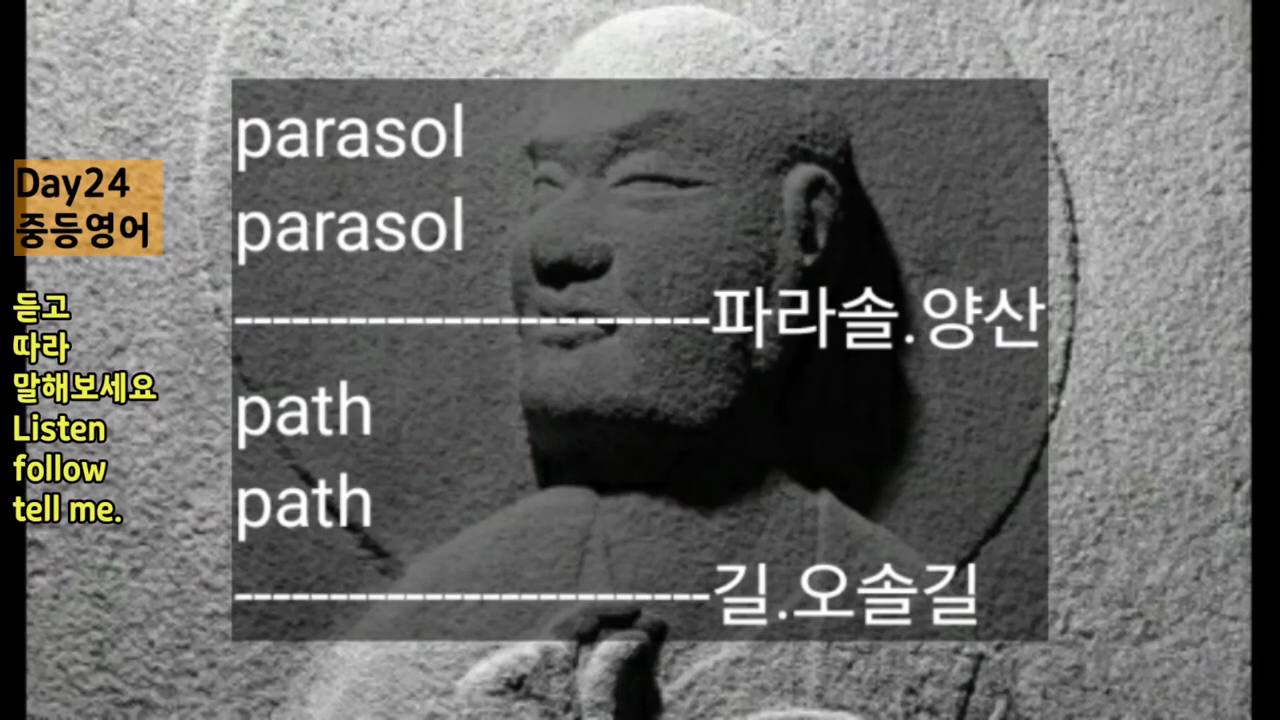 Day24
중등영어
듣고
따라
말해보세요
Listen
follow
tell me.
parasol
parasol
-----------------------파라솔.양산
path
path
-----------------------길.오솔길